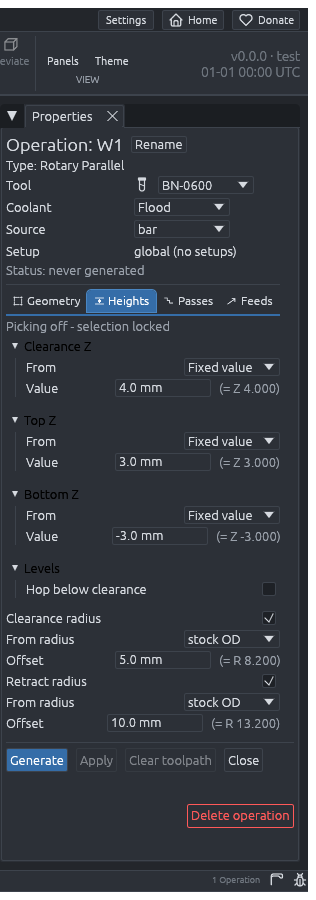 Settings Home Donate
eviate Panels Theme v0.0.0 · test
VIEW 01-01 00:00 UTC
Properties
Operation: W1 Rename
Type: Rotary Parallel
Tool BN-0600
Coolant Flood
Source bar
Setup global (no setups)
Status: never generated
Geometry Heights Passes Feeds
Picking off - selection locked
Clearance Z
From Fixed value
Value 4.0 mm (= Z 4.000)
Top Z
From Fixed value
Value 3.0 mm (= Z 3.000)
Bottom Z
From Fixed value
Value -3.0 mm (= Z -3.000)
Levels
Hop below clearance
Clearance radius
From radius stock OD
Offset 5.0 mm (= R 8.200)
Retract radius
From radius stock OD
Offset 10.0 mm (= R 13.200)
Generate Apply Clear toolpath Close
Delete operation
1 Operation